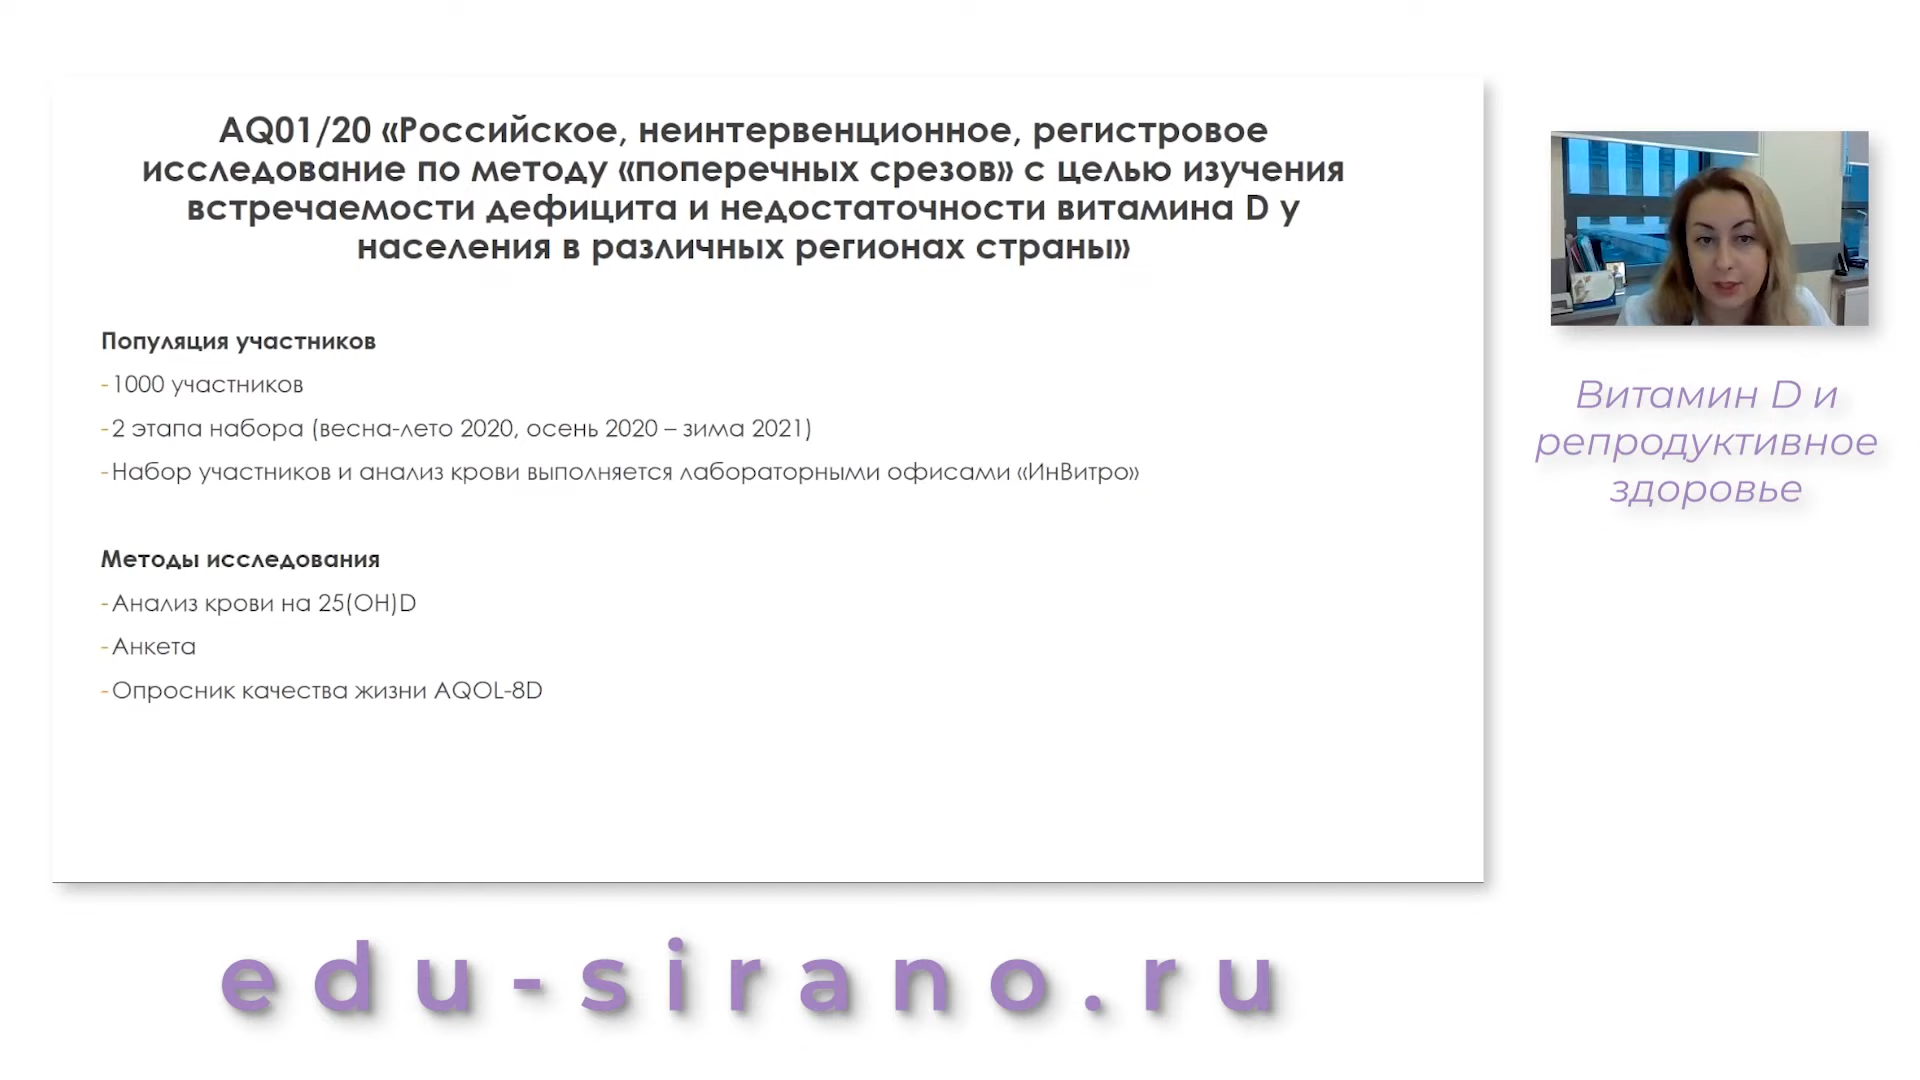 AQ01/20 «Российское, неинтервенционное, регистровое
исследование по методу «поперечных срезов» с целью изучения
встречаемости дефицита и недостаточности витамина D у
населения в различных регионах страны»
Популяция участников
-1000 участников
-2 этапа набора (весна-лето 2020, осень 2020 – зима 2021)
-Набор участников и анализ крови выполняется лабораторными офисами «ИнВитро»
Методы исследования
-Анализ крови на 25(OH)D
-Анкета
-Опросник качества жизни AQOL-8D
Витамин D и
репродуктивное
здоровье
edu-sirano.ru